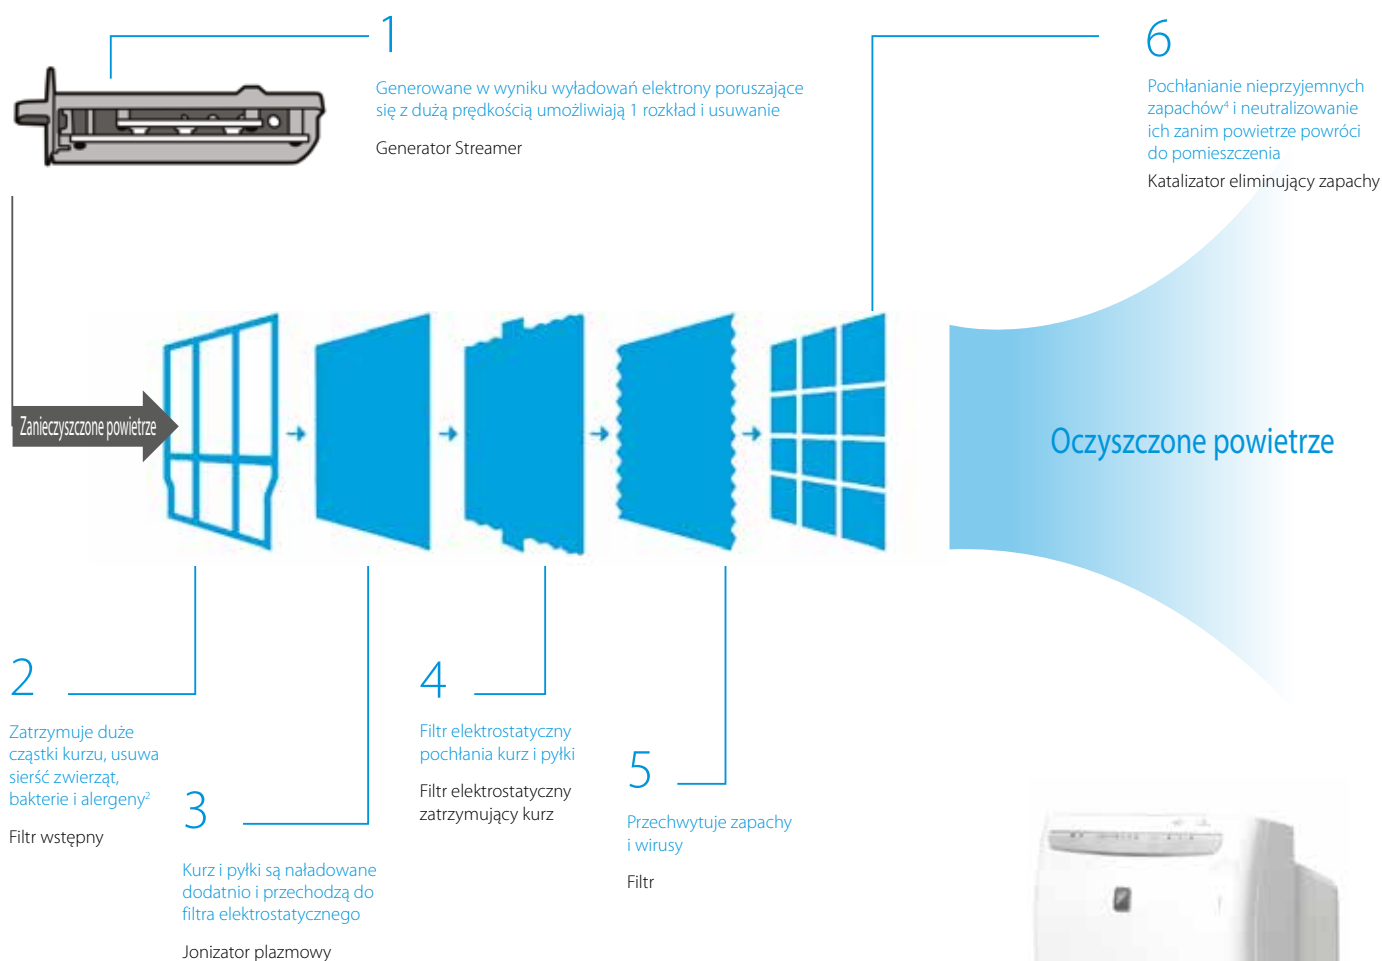 1
Generowane w wyniku wyładowań elektrony poruszające
się z dużą prędkością umożliwiają 1 rozkład i usuwanie
Generator Streamer
6
Pochłanianie nieprzyjemnych
zapachów⁴ i neutralizowanie
ich zanim powietrze powróci
do pomieszczenia
Katalizator eliminujący zapachy
Zanieczyszczone powietrze
Oczyszczone powietrze
2
Zatrzymuje duże
cząstki kurzu, usuwa
sierść zwierząt,
bakterie i alergeny²
Filtr wstępny
3
Kurz i pyłki są naładowane
dodatnio i przechodzą do
filtra elektrostatycznego
Jonizator plazmowy
4
Filtr elektrostatyczny
pochłania kurz i pyłki
Filtr elektrostatyczny
zatrzymujący kurz
5
Przechwytuje zapachy
i wirusy
Filtr